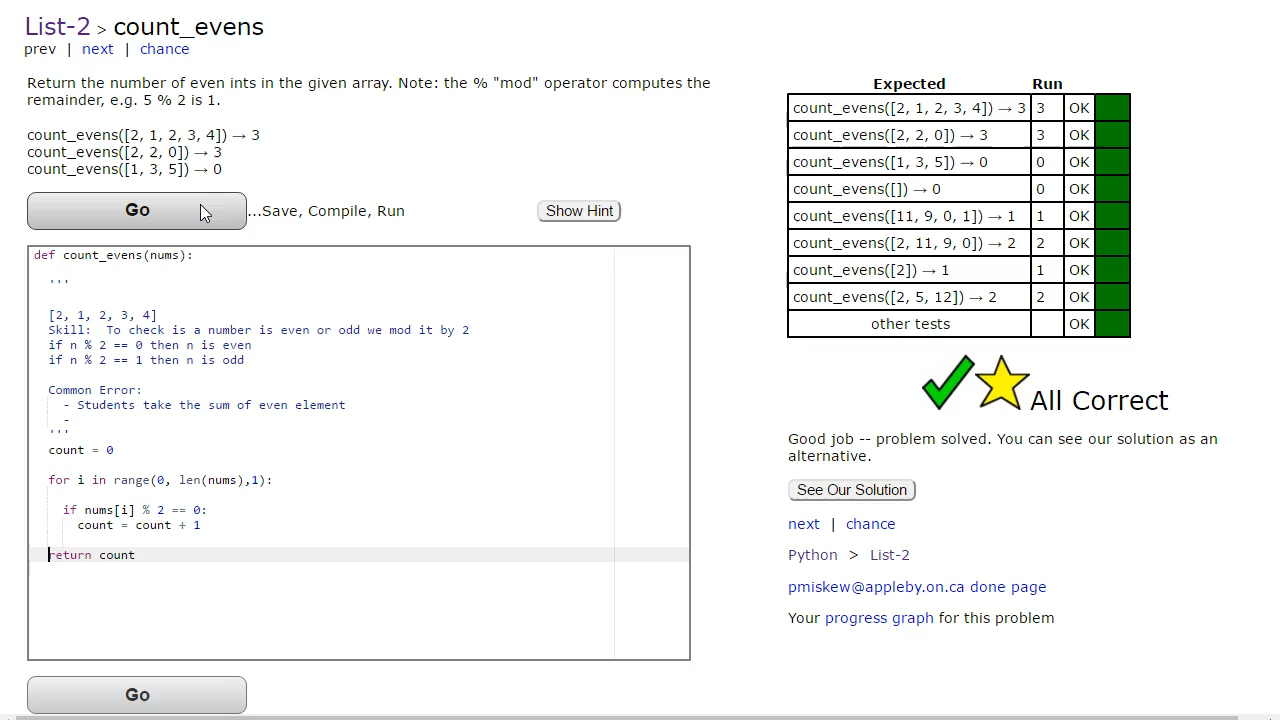 List-2 > count_evens
prev | next | chance
Return the number of even ints in the given array. Note: the % "mod" operator computes the
remainder, e.g. 5 % 2 is 1.
count_evens([2, 1, 2, 3, 4]) → 3
count_evens([2, 2, 0]) → 3
count_evens([1, 3, 5]) → 0
Go ...Save, Compile, Run Show Hint
def count_evens(nums):
'''
[2, 1, 2, 3, 4]
Skill: To check is a number is even or odd we mod it by 2
if n % 2 == 0 then n is even
if n % 2 == 1 then n is odd
Common Error:
- Students take the sum of even element
-
'''
count = 0
for i in range(0, len(nums),1):
if nums[i] % 2 == 0:
count = count + 1
return count
Go
Expected Run
count_evens([2, 1, 2, 3, 4]) → 3 3 OK
count_evens([2, 2, 0]) → 3 3 OK
count_evens([1, 3, 5]) → 0 0 OK
count_evens([]) → 0 0 OK
count_evens([11, 9, 0, 1]) → 1 1 OK
count_evens([2, 11, 9, 0]) → 2 2 OK
count_evens([2]) → 1 1 OK
count_evens([2, 5, 12]) → 2 2 OK
other tests OK
All Correct
Good job -- problem solved. You can see our solution as an
alternative.
See Our Solution
next | chance
Python > List-2
pmiskew@appleby.on.ca done page
Your progress graph for this problem